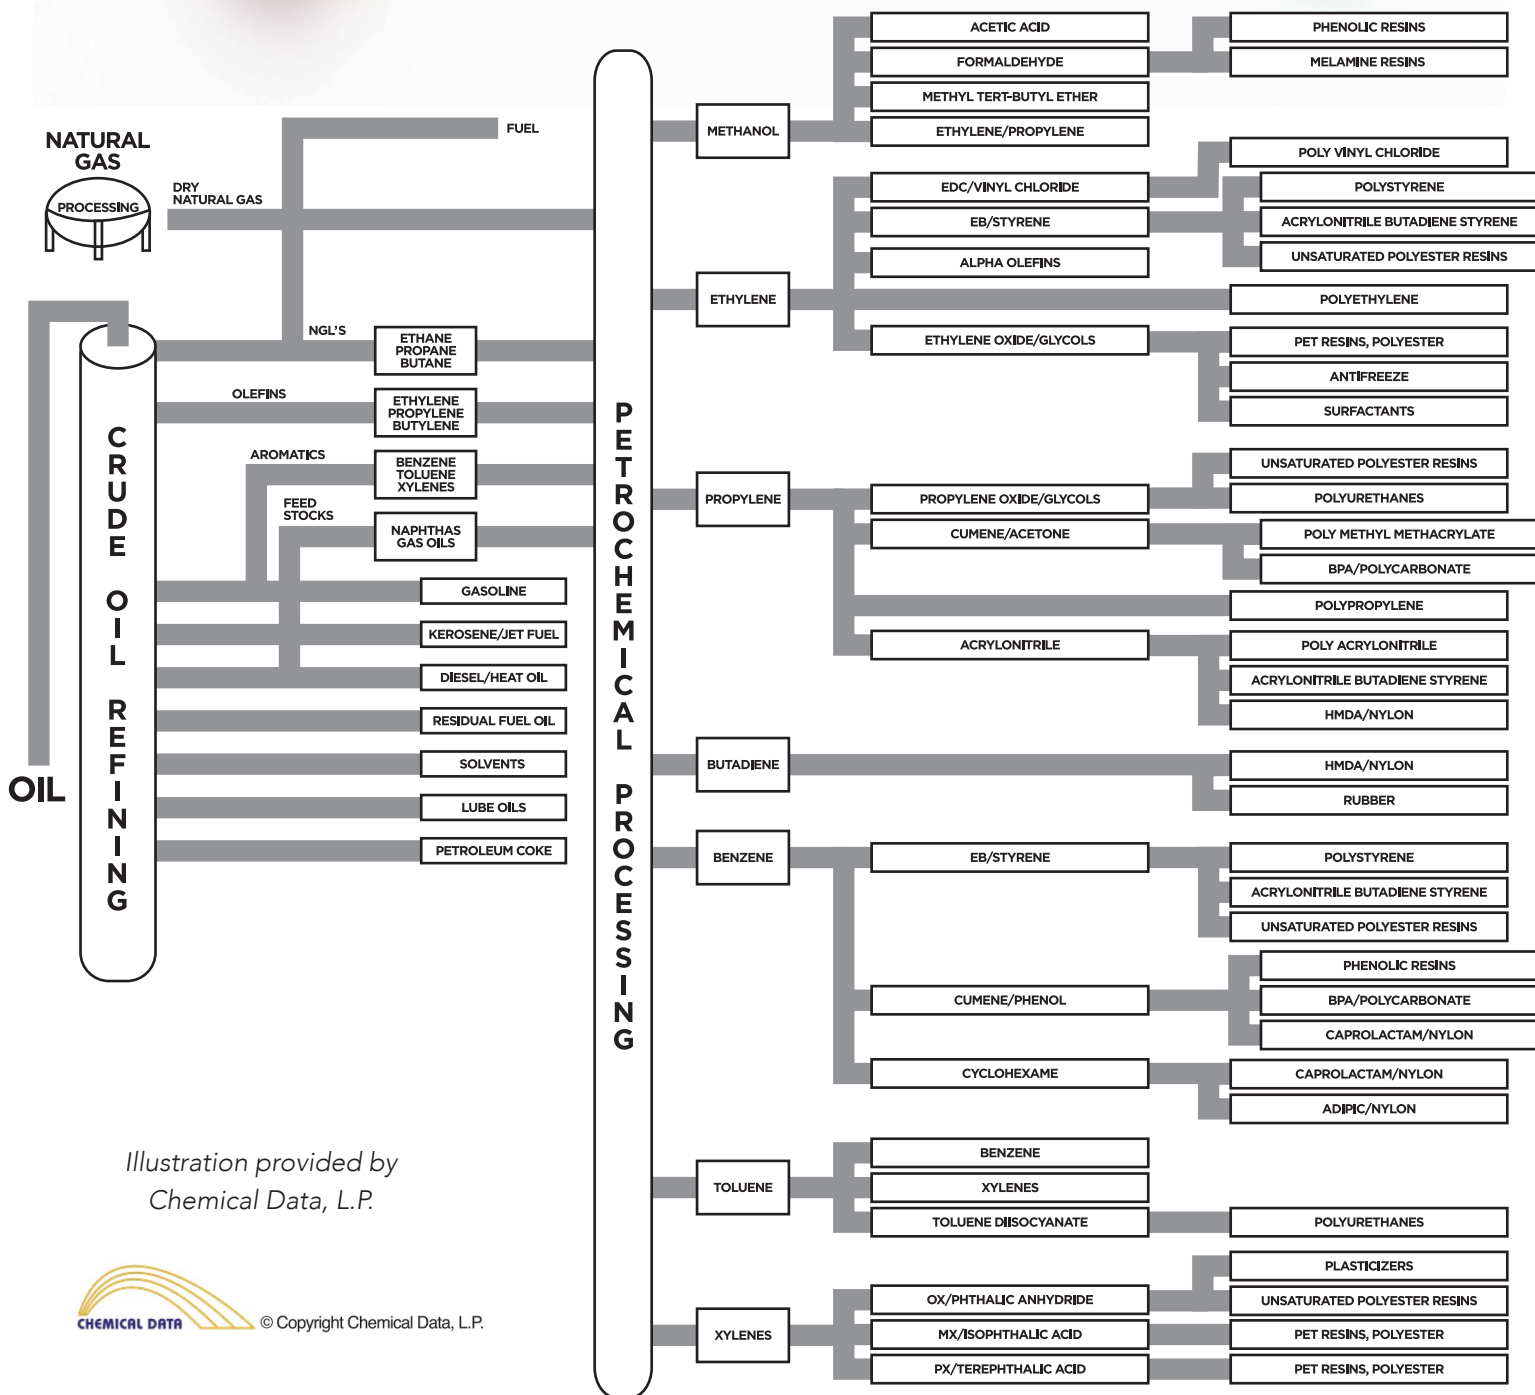 NATURAL
GAS
PROCESSING
DRY
NATURAL GAS
FUEL
OIL
CRUDE OIL REFINING
NGL'S
ETHANE
PROPANE
BUTANE
OLEFINS
ETHYLENE
PROPYLENE
BUTYLENE
AROMATICS
BENZENE
TOLUENE
XYLENES
FEED
STOCKS
NAPHTHAS
GAS OILS
GASOLINE
KEROSENE/JET FUEL
DIESEL/HEAT OIL
RESIDUAL FUEL OIL
SOLVENTS
LUBE OILS
PETROLEUM COKE
PETROCHEMICAL PROCESSING
METHANOL
ACETIC ACID
FORMALDEHYDE
PHENOLIC RESINS
MELAMINE RESINS
METHYL TERT-BUTYL ETHER
ETHYLENE/PROPYLENE
ETHYLENE
EDC/VINYL CHLORIDE
POLY VINYL CHLORIDE
EB/STYRENE
POLYSTYRENE
ACRYLONITRILE BUTADIENE STYRENE
UNSATURATED POLYESTER RESINS
ALPHA OLEFINS
POLYETHYLENE
ETHYLENE OXIDE/GLYCOLS
PET RESINS, POLYESTER
ANTIFREEZE
SURFACTANTS
PROPYLENE
PROPYLENE OXIDE/GLYCOLS
UNSATURATED POLYESTER RESINS
POLYURETHANES
CUMENE/ACETONE
POLY METHYL METHACRYLATE
BPA/POLYCARBONATE
POLYPROPYLENE
ACRYLONITRILE
POLY ACRYLONITRILE
ACRYLONITRILE BUTADIENE STYRENE
HMDA/NYLON
BUTADIENE
HMDA/NYLON
RUBBER
BENZENE
EB/STYRENE
POLYSTYRENE
ACRYLONITRILE BUTADIENE STYRENE
UNSATURATED POLYESTER RESINS
CUMENE/PHENOL
PHENOLIC RESINS
BPA/POLYCARBONATE
CAPROLACTAM/NYLON
CYCLOHEXAME
CAPROLACTAM/NYLON
ADIPIC/NYLON
TOLUENE
BENZENE
XYLENES
TOLUENE DIISOCYANATE
POLYURETHANES
XYLENES
OX/PHTHALIC ANHYDRIDE
PLASTICIZERS
UNSATURATED POLYESTER RESINS
MX/ISOPHTHALIC ACID
PET RESINS, POLYESTER
PX/TEREPHTHALIC ACID
PET RESINS, POLYESTER
Illustration provided by
Chemical Data, L.P.
CHEMICAL DATA
© Copyright Chemical Data, L.P.